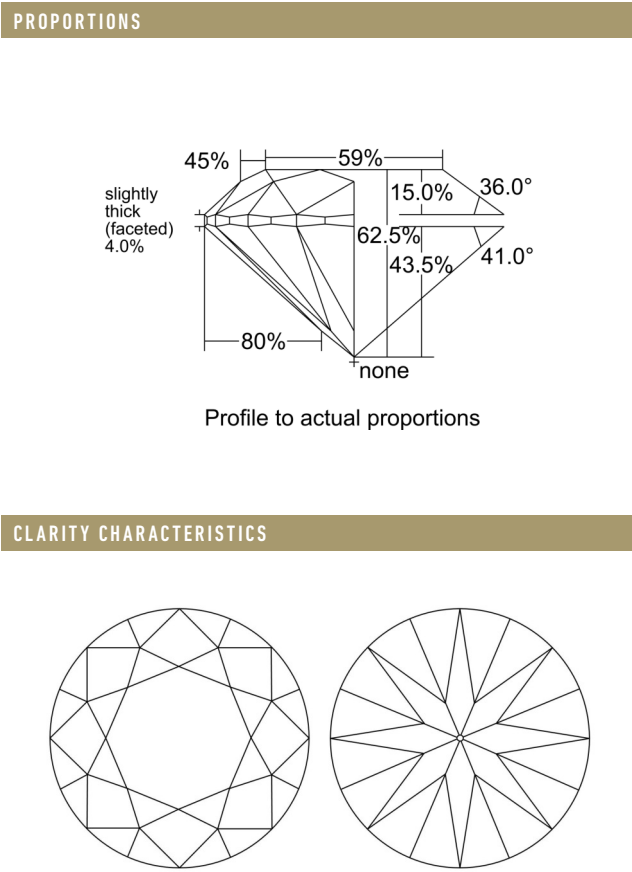 PROPORTIONS
45%
59%
slightly
thick
(faceted)
4.0%
15.0%
36.0°
62.5%
43.5%
41.0°
80%
none
Profile to actual proportions
CLARITY CHARACTERISTICS